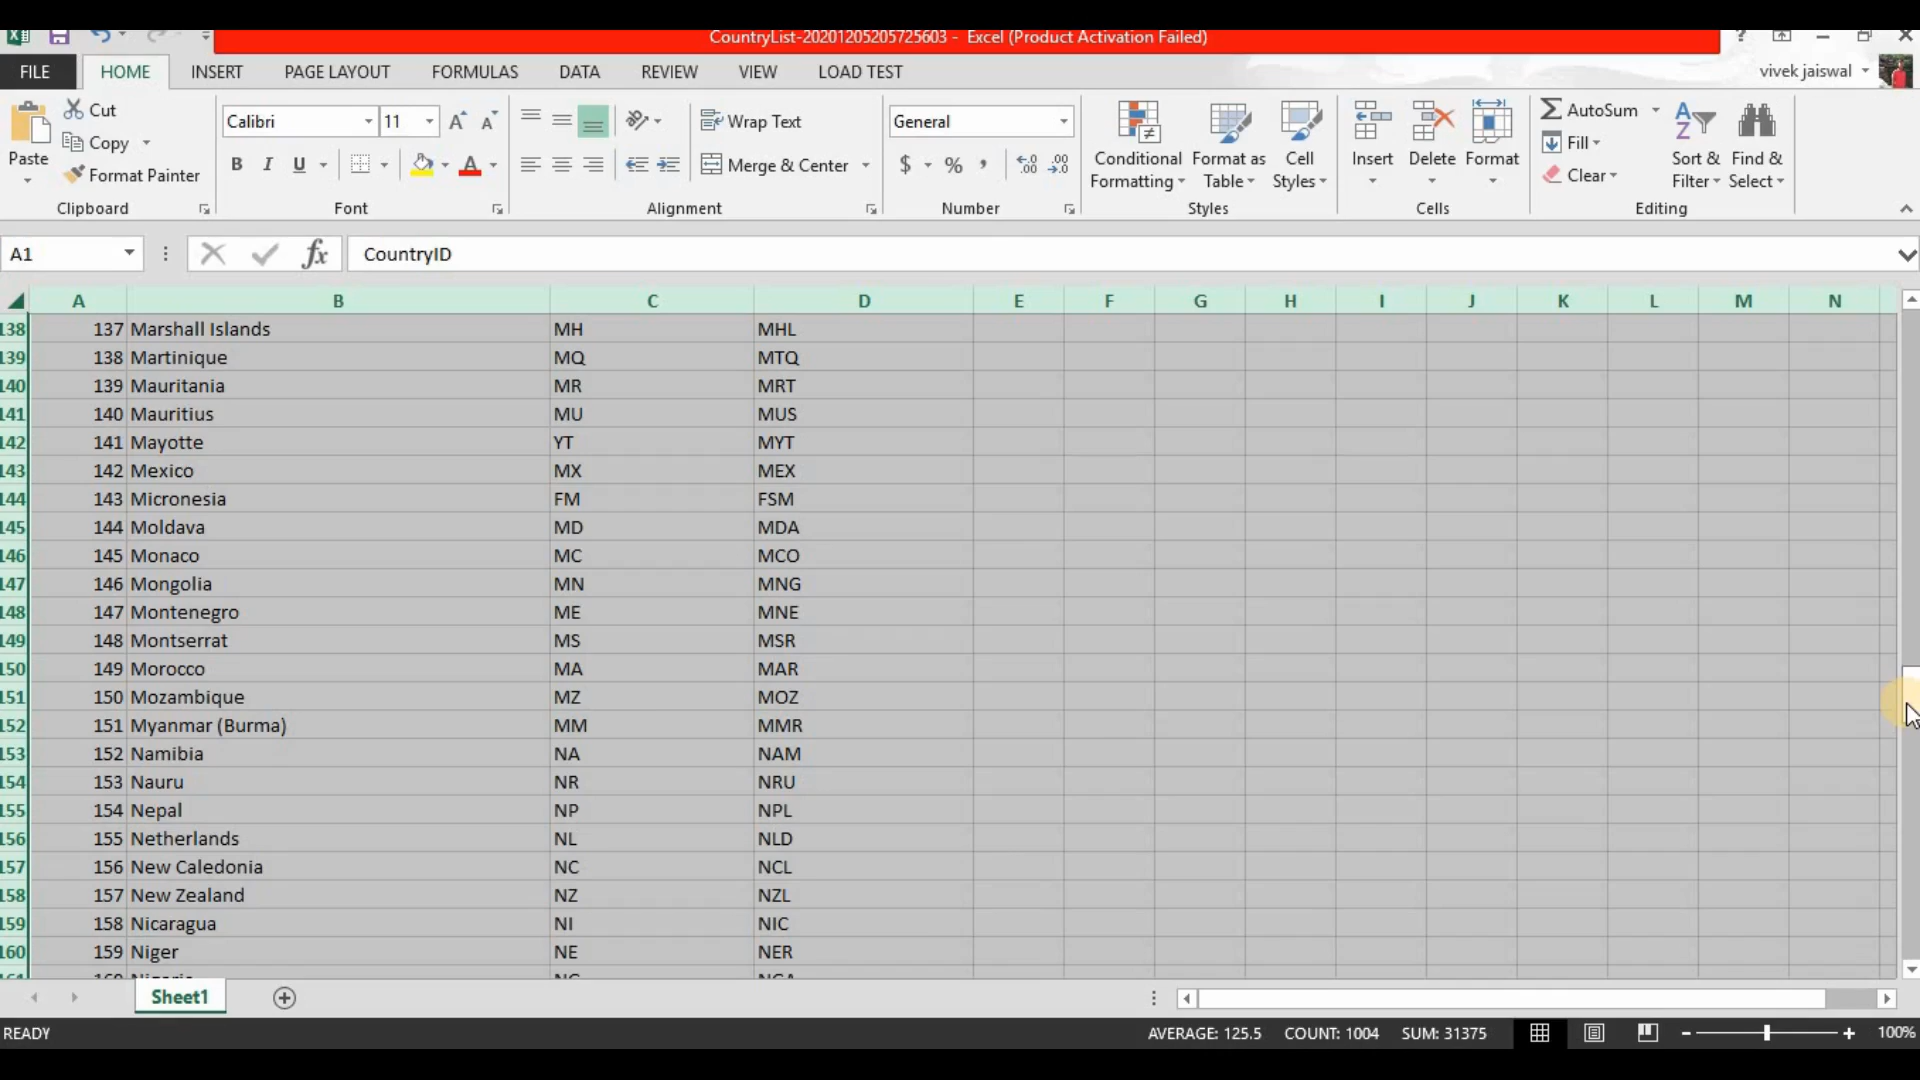 CountryList-20201205205725603 - Excel (Product Activation Failed)
FILE HOME INSERT PAGE LAYOUT FORMULAS DATA REVIEW VIEW LOAD TEST vivek jaiswal
Cut
Copy
Format Painter
Paste
Clipboard
Calibri 11
B I U
Font
Wrap Text
Merge & Center
Alignment
General
$ % ,
Number
Conditional Formatting
Format as Table
Cell Styles
Styles
Insert Delete Format
Cells
AutoSum
Fill
Clear
Sort & Filter
Find & Select
Editing
A1 fx CountryID
A B C D E F G H I J K L M N
138 137 Marshall Islands MH MHL
139 138 Martinique MQ MTQ
140 139 Mauritania MR MRT
141 140 Mauritius MU MUS
142 141 Mayotte YT MYT
143 142 Mexico MX MEX
144 143 Micronesia FM FSM
145 144 Moldava MD MDA
146 145 Monaco MC MCO
147 146 Mongolia MN MNG
148 147 Montenegro ME MNE
149 148 Montserrat MS MSR
150 149 Morocco MA MAR
151 150 Mozambique MZ MOZ
152 151 Myanmar (Burma) MM MMR
153 152 Namibia NA NAM
154 153 Nauru NR NRU
155 154 Nepal NP NPL
156 155 Netherlands NL NLD
157 156 New Caledonia NC NCL
158 157 New Zealand NZ NZL
159 158 Nicaragua NI NIC
160 159 Niger NE NER
Sheet1
READY AVERAGE: 125.5 COUNT: 1004 SUM: 31375 100%